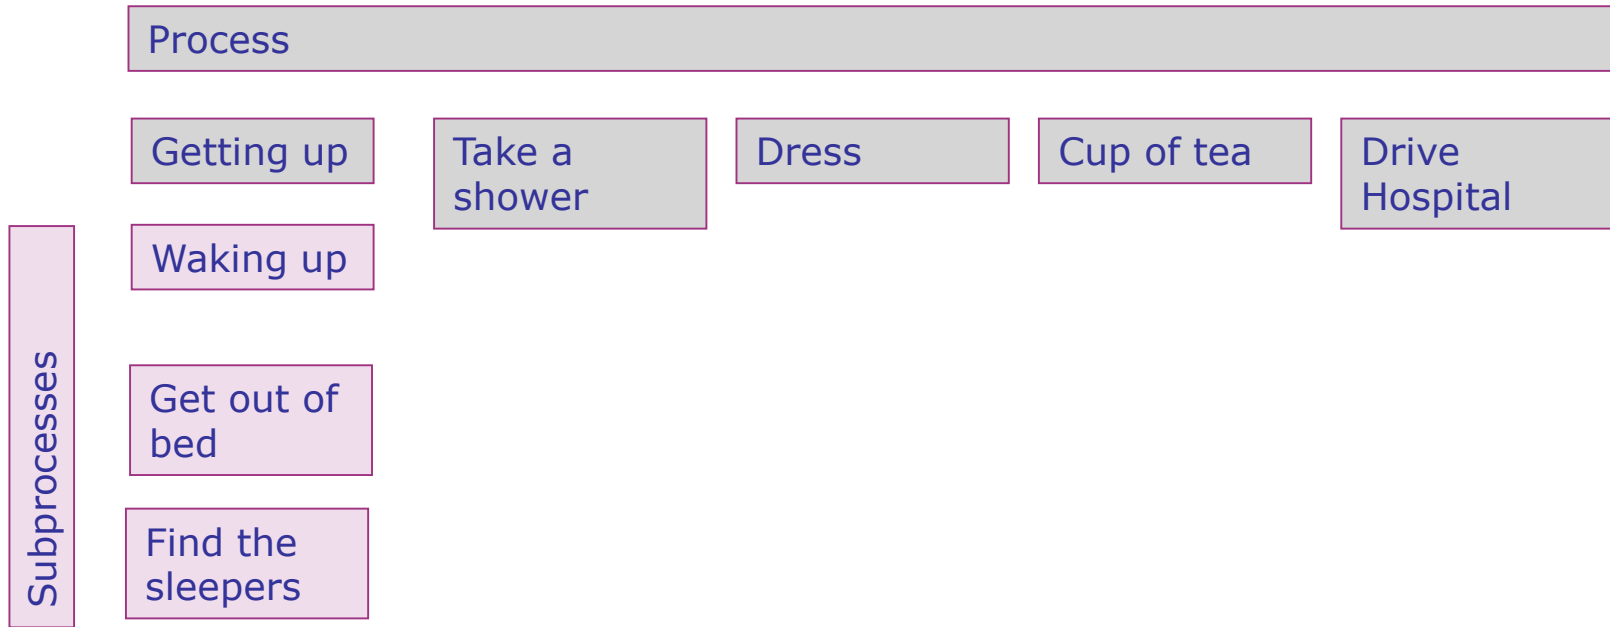 Process
Getting up
Take a
shower
Dress
Cup of tea
Drive
Hospital
Subprocesses
Waking up
Get out of
bed
Find the
sleepers